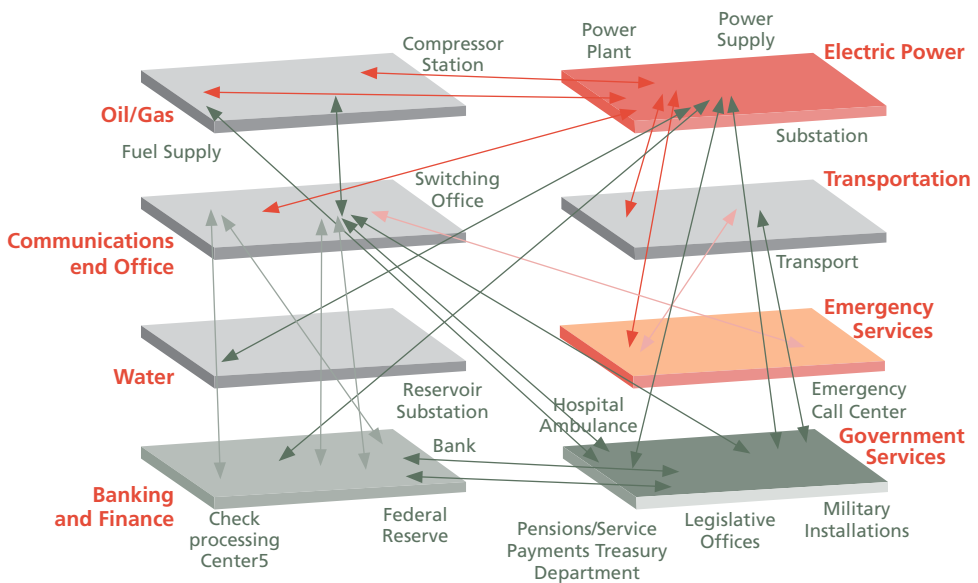 Power
Supply
Power
Plant
Electric Power
Compressor
Station
Oil/Gas
Fuel Supply
Substation
Switching
Office
Transportation
Communications
end Office
Transport
Emergency
Services
Water
Reservoir
Substation
Hospital
Ambulance
Emergency
Call Center
Bank
Government
Services
Banking
and Finance
Check
processing
Center5
Federal
Reserve
Pensions/Service
Payments Treasury
Department
Legislative
Offices
Military
Installations